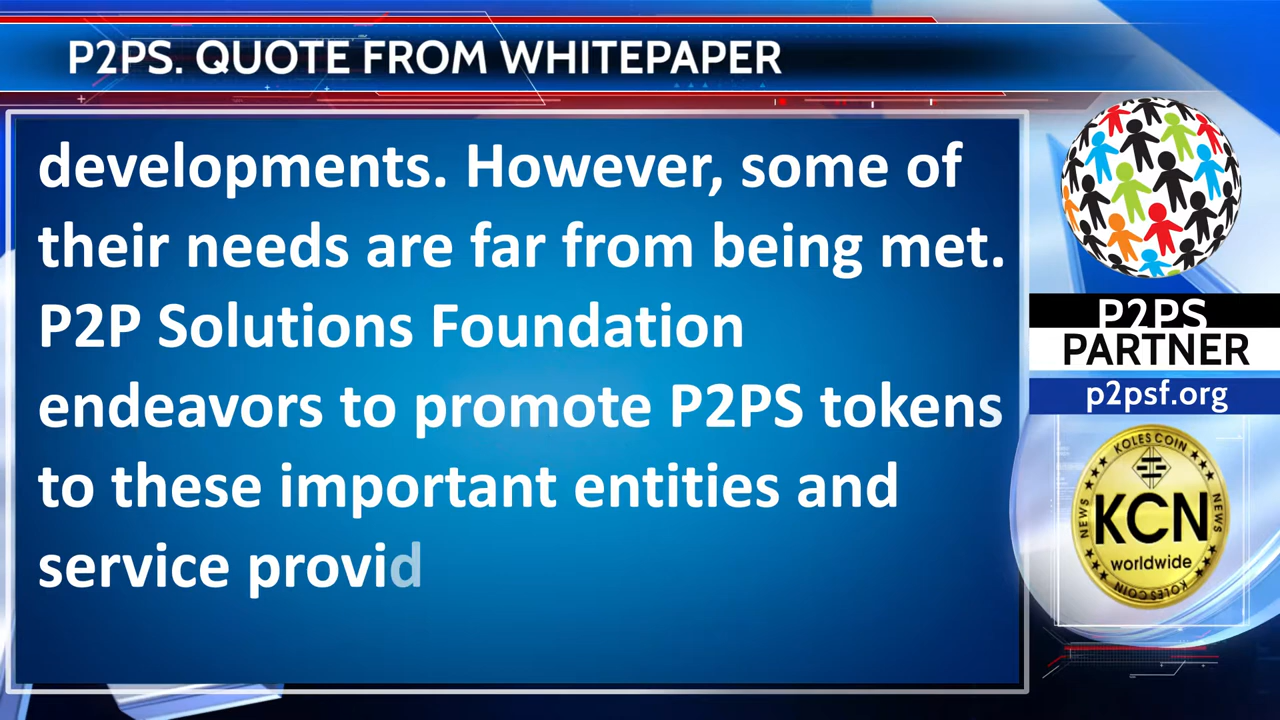 P2PS. QUOTE FROM WHITEPAPER
developments. However, some of
their needs are far from being met.
P2P Solutions Foundation
endeavors to promote P2PS tokens
to these important entities and
service provid
P2PS
PARTNER
p2psf.org
KOLES COIN
NEWS
KCN
NEWS
worldwide
KOLES COIN